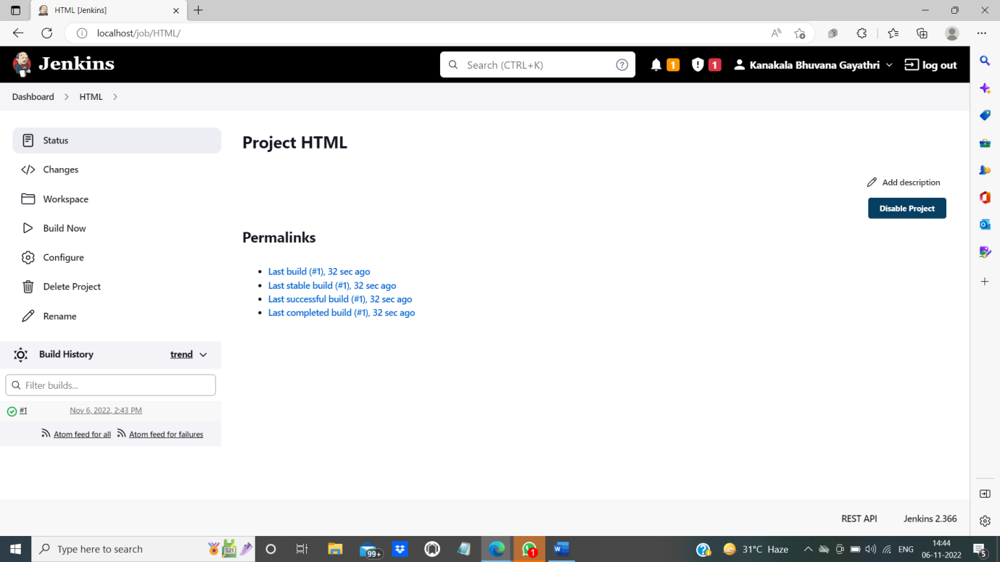 HTML [Jenkins]
localhost/job/HTML/
Jenkins
Search (CTRL+K)
1
1
Kanakala Bhuvana Gayathri
log out
Dashboard
HTML
Status
Changes
Workspace
Build Now
Configure
Delete Project
Rename
Build History
trend
Filter builds...
#1
Nov 6, 2022, 2:43 PM
Atom feed for all
Atom feed for failures
Project HTML
Add description
Disable Project
Permalinks
Last build (#1), 32 sec ago
Last stable build (#1), 32 sec ago
Last successful build (#1), 32 sec ago
Last completed build (#1), 32 sec ago
REST API
Jenkins 2.366
Type here to search
521
99+
1
31°C Haze
ENG
14:44
06-11-2022
5